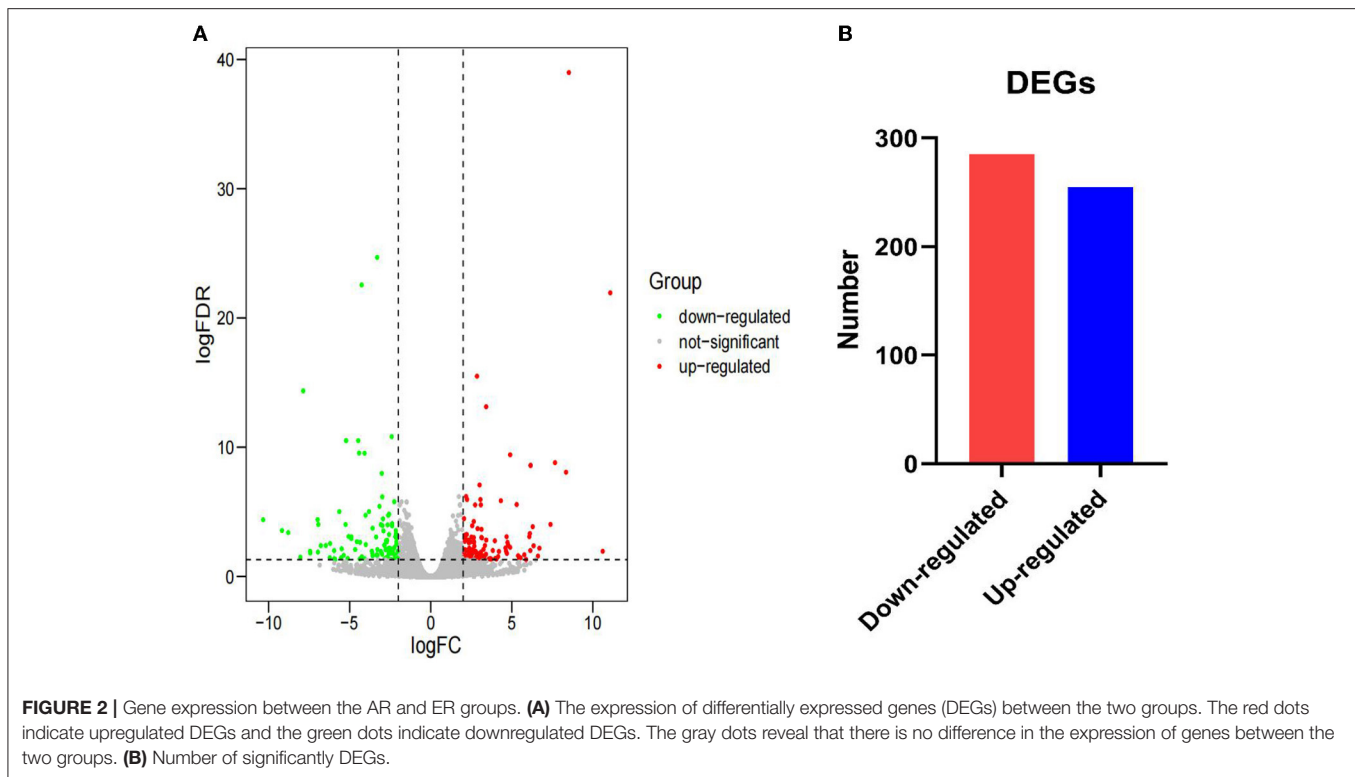 A
40
30
20
10
0
logFDR
−10
−5
0
5
10
logFC
Group
down−regulated
not−significant
up−regulated
B
DEGs
300
200
100
0
Number
Down-regulated
Up-regulated
FIGURE 2 | Gene expression between the AR and ER groups. (A) The expression of differentially expressed genes (DEGs) between the two groups. The red dots
indicate upregulated DEGs and the green dots indicate downregulated DEGs. The gray dots reveal that there is no difference in the expression of genes between the
two groups. (B) Number of significantly DEGs.